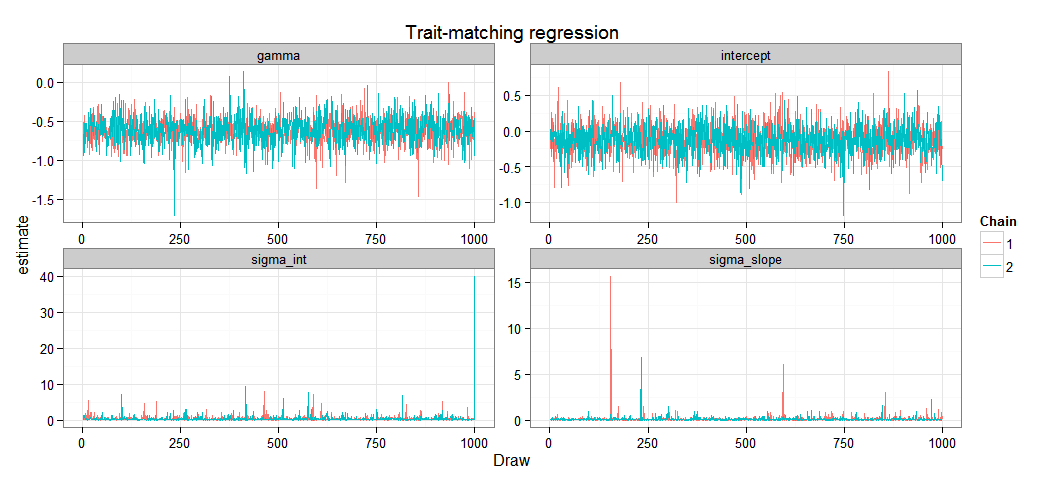 Trait-matching regression
gamma
intercept
0.0
-0.5
-1.0
-1.5
0.5
0.0
-0.5
-1.0
0 250 500 750 1000
0 250 500 750 1000
sigma_int
sigma_slope
40
30
20
10
0
15
10
5
0
0 250 500 750 1000
0 250 500 750 1000
estimate
Draw
Chain
1
2